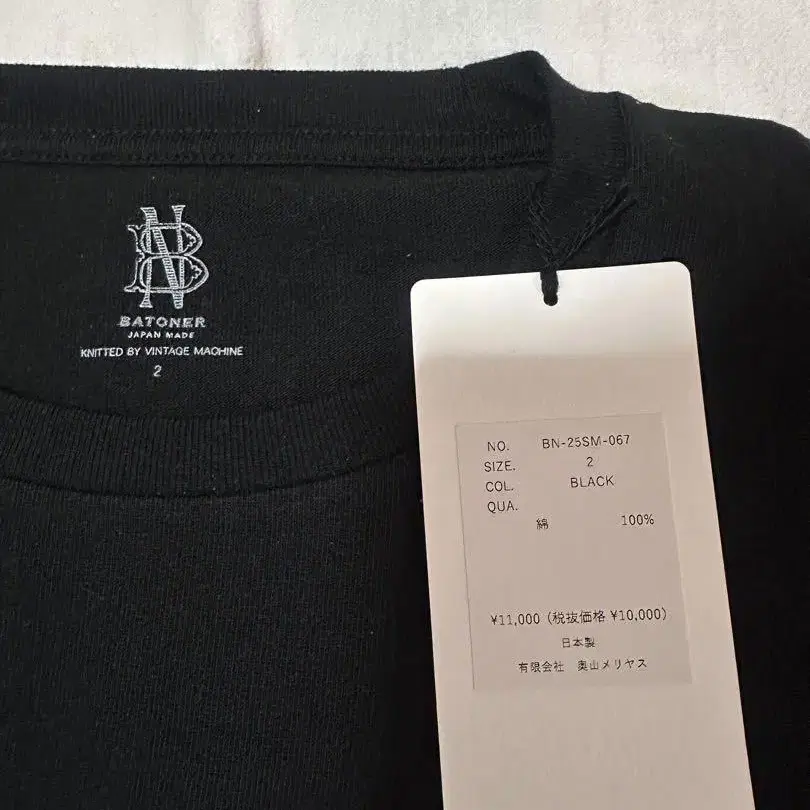 BN
BATONER
JAPAN MADE
KNITTED BY VINTAGE MACHINE
2
NO. BN-25SM-067
SIZE. 2
COL. BLACK
QUA.
綿 100%
¥11,000 (税抜価格 ¥10,000)
日本製
有限会社 奥山メリヤス